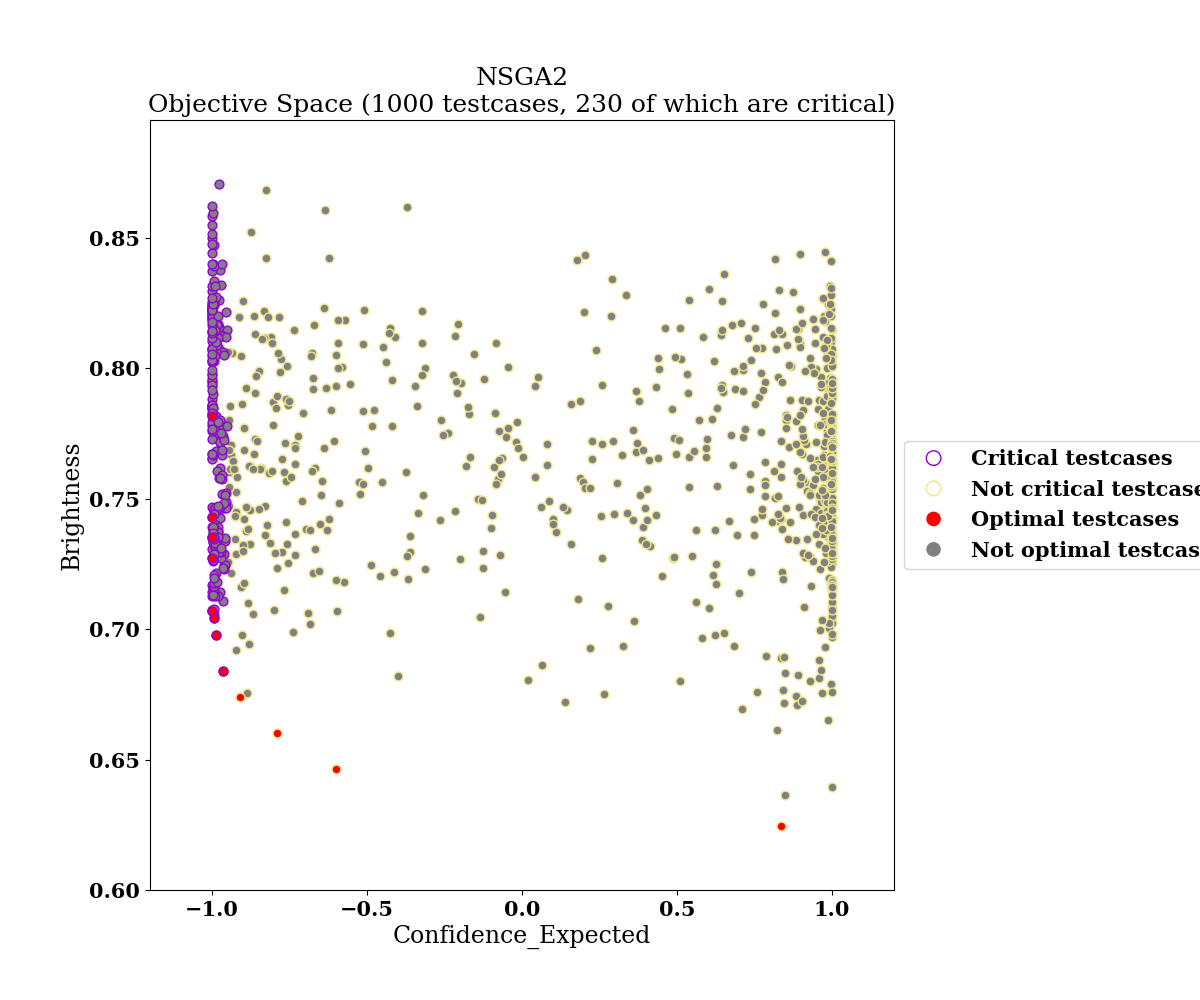 NSGA2
Objective Space (1000 testcases, 230 of which are critical)
Brightness
0.85
0.80
0.75
0.70
0.65
0.60
−1.0
−0.5
0.0
0.5
1.0
Confidence_Expected
Critical testcases
Not critical testcase
Optimal testcases
Not optimal testcas